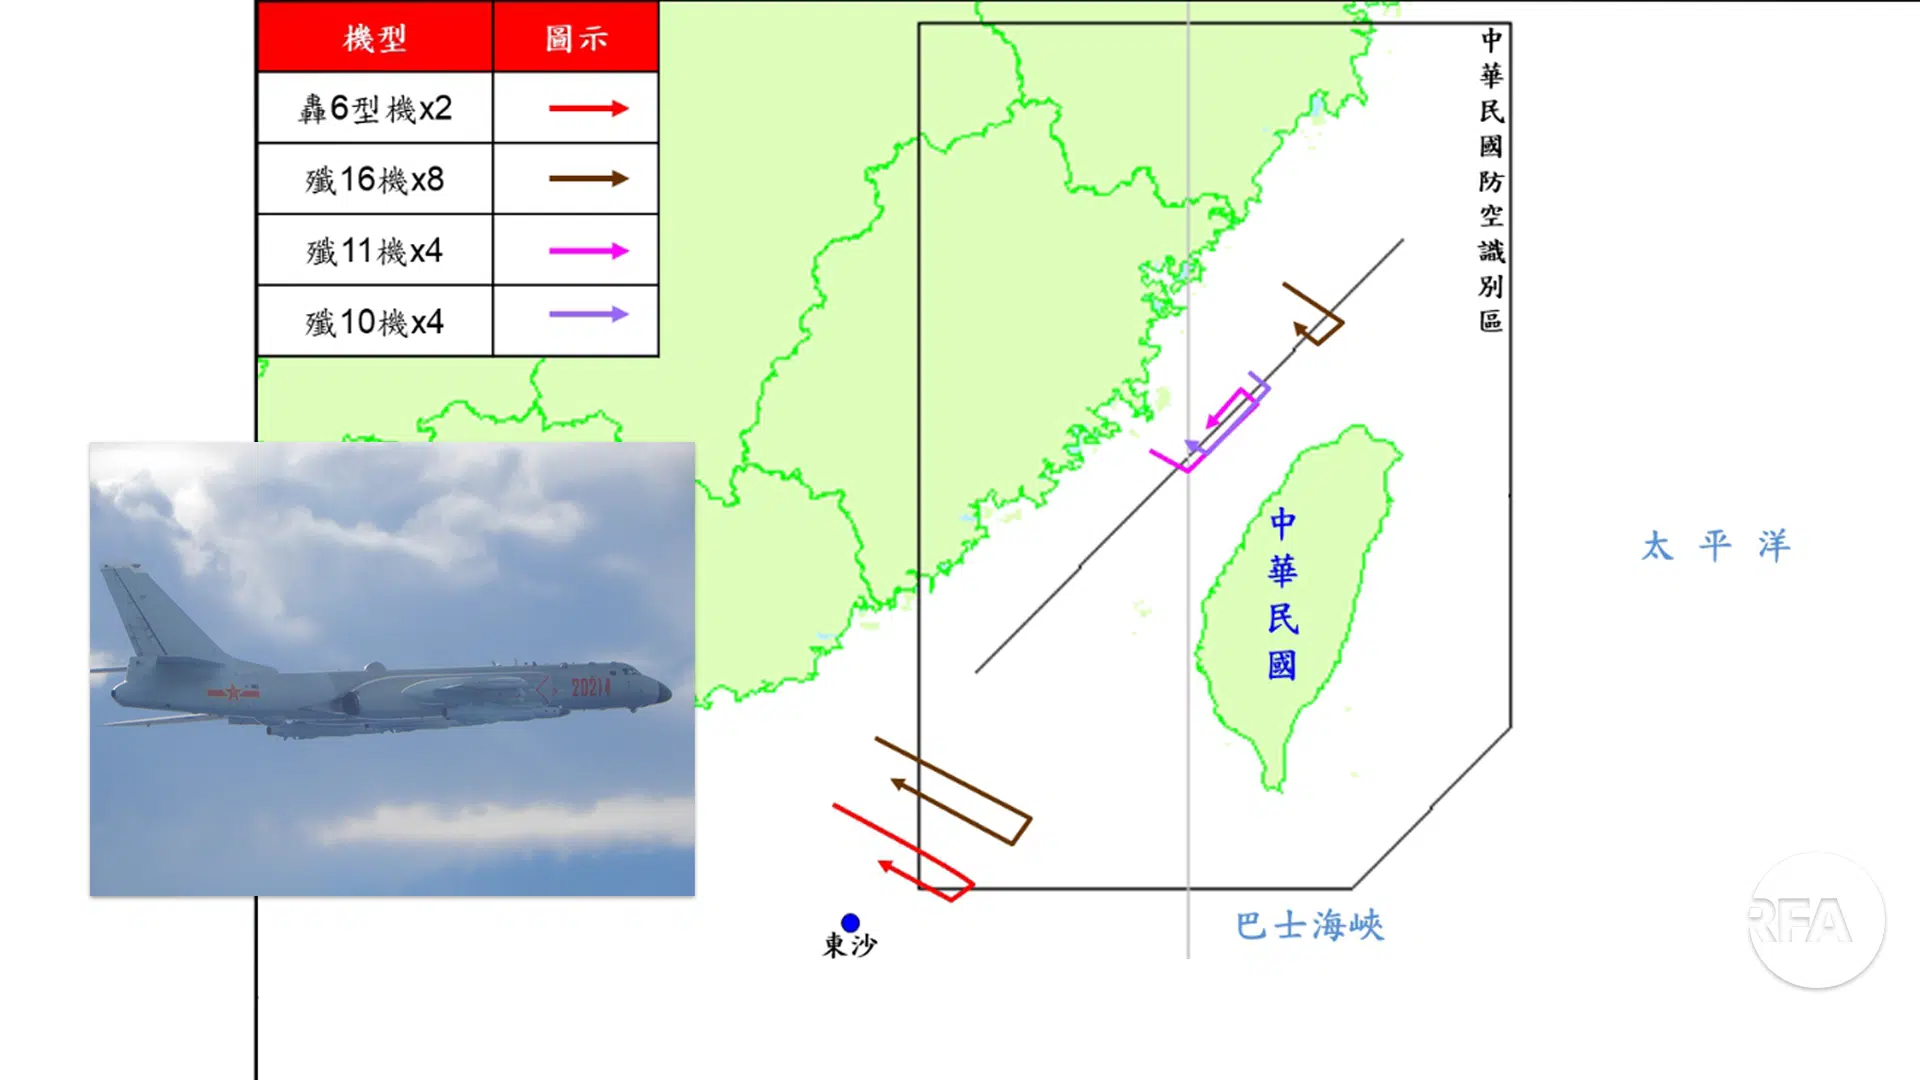 機型 圖示
轟6型機x2
殲16機x8
殲11機x4
殲10機x4
中華民國防空識別區
中華民國
太平洋
巴士海峽
東沙
20214
RFA